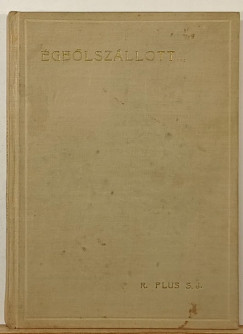 ÉGBŐLSZÁLLOTT...
R. PLUS S. J.